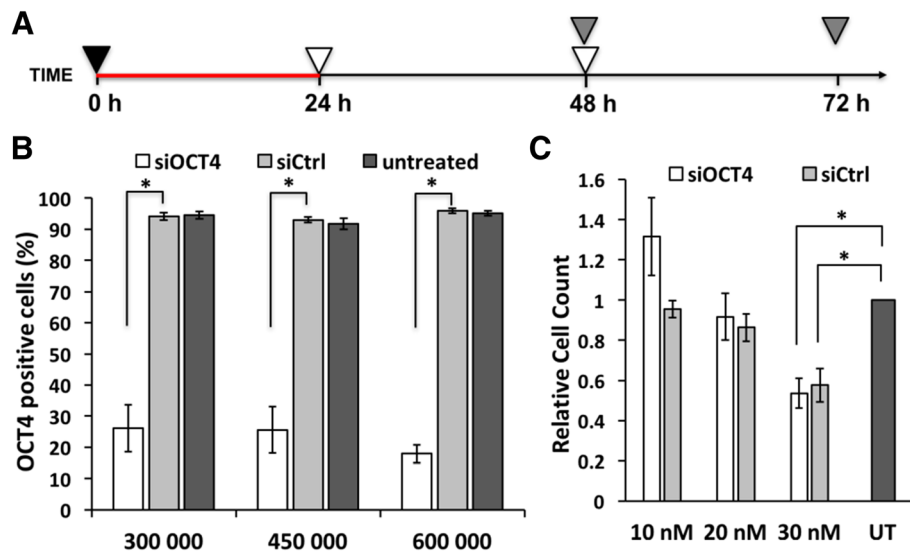 A
TIME
0 h 24 h 48 h 72 h
B
siOCT4 siCtrl untreated
* * *
OCT4 positive cells (%)
100
90
80
70
60
50
40
30
20
10
0
300 000 450 000 600 000
C
siOCT4 siCtrl
*
*
Relative Cell Count
1.6
1.4
1.2
1
0.8
0.6
0.4
0.2
0
10 nM 20 nM 30 nM UT